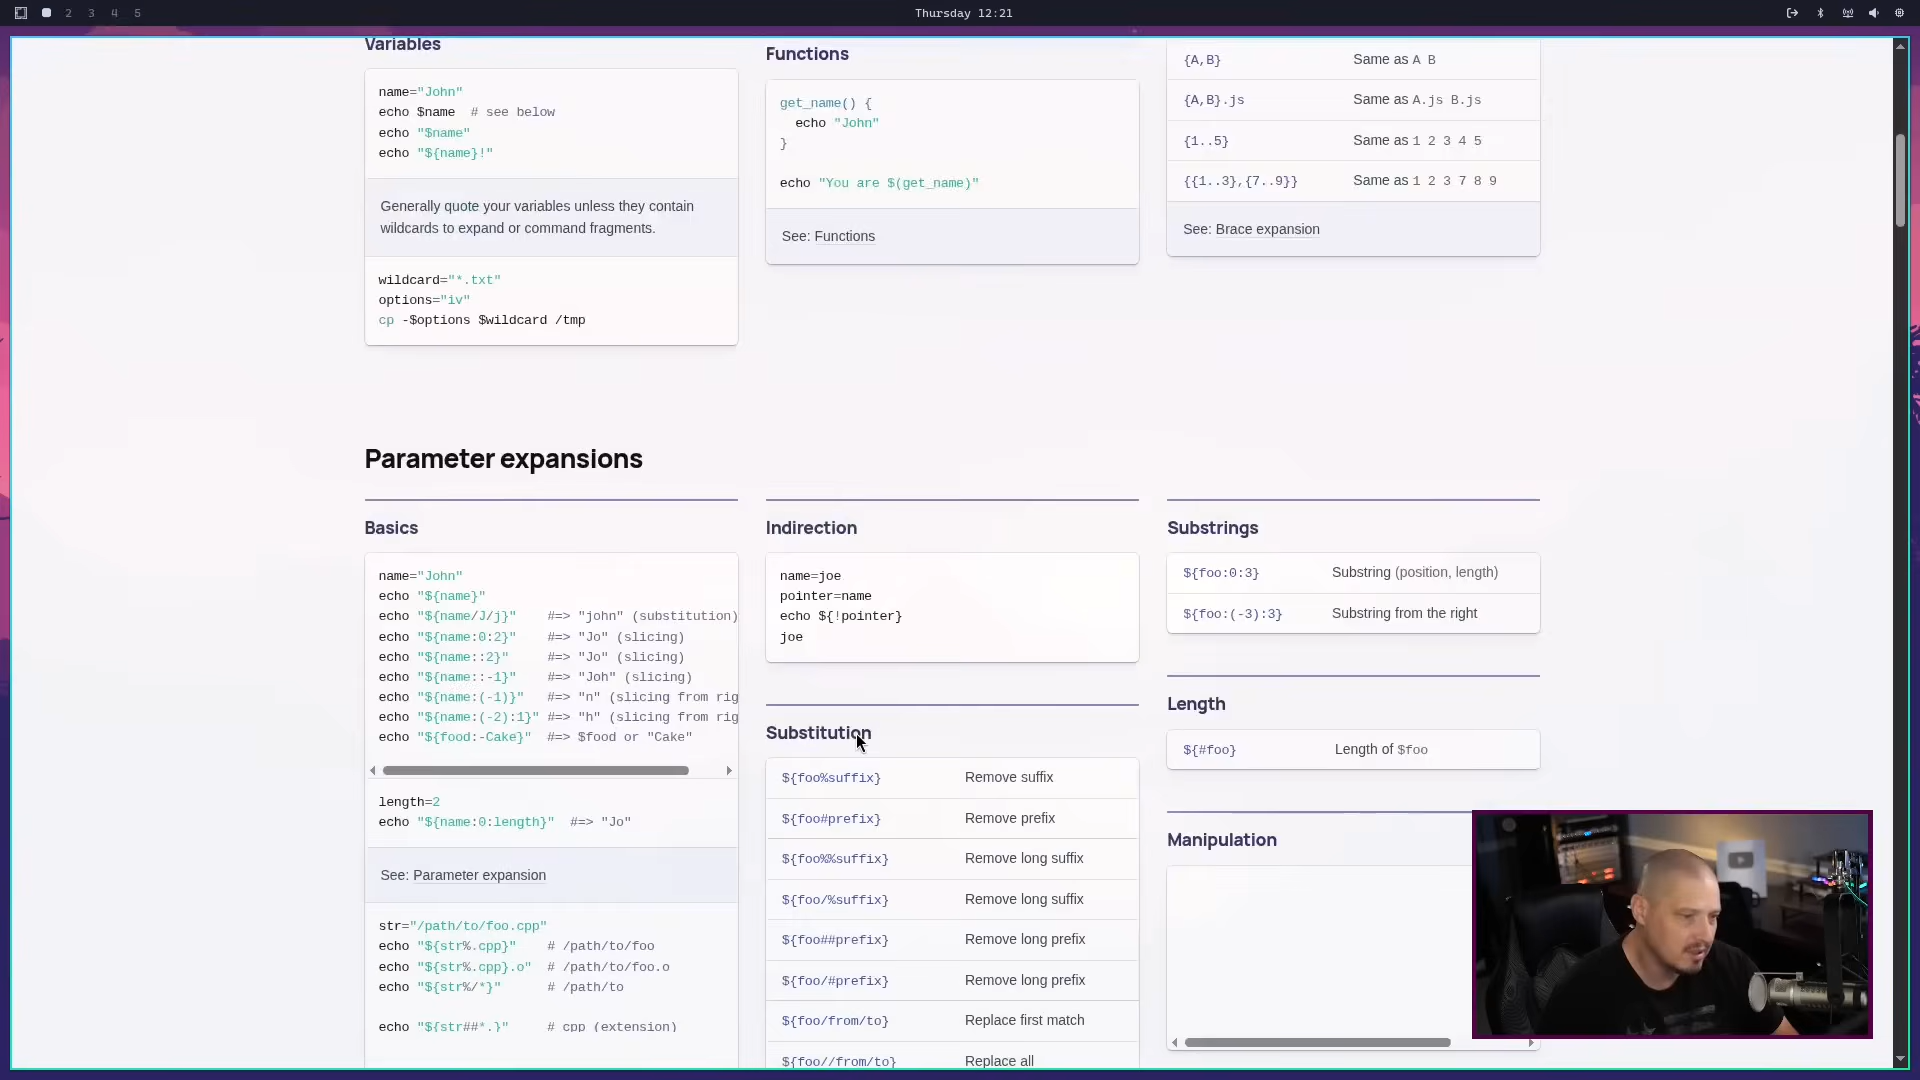 2 3 4 5
Thursday 12:21
Variables
name="John"
echo $name  # see below
echo "$name"
echo "${name}!"
Generally quote your variables unless they contain
wildcards to expand or command fragments.
wildcard="*.txt"
options="iv"
cp -$options $wildcard /tmp
Functions
get_name() {
  echo "John"
}
echo "You are $(get_name)"
See: Functions
{A,B} Same as A B
{A,B}.js Same as A.js B.js
{1..5} Same as 1 2 3 4 5
{{1..3},{7..9}} Same as 1 2 3 7 8 9
See: Brace expansion
Parameter expansions
Basics
name="John"
echo "${name}"
echo "${name/J/j}"    #=> "john" (substitution)
echo "${name:0:2}"    #=> "Jo" (slicing)
echo "${name::2}"     #=> "Jo" (slicing)
echo "${name::-1}"    #=> "Joh" (slicing)
echo "${name:(-1)}"   #=> "n" (slicing from rig
echo "${name:(-2):1}" #=> "h" (slicing from rig
echo "${food:-Cake}"  #=> $food or "Cake"
length=2
echo "${name:0:length}"  #=> "Jo"
See: Parameter expansion
str="/path/to/foo.cpp"
echo "${str%.cpp}"    # /path/to/foo
echo "${str%.cpp}.o"  # /path/to/foo.o
echo "${str%/*}"      # /path/to
echo "${str##*.}"     # cpp (extension)
Indirection
name=joe
pointer=name
echo ${!pointer}
joe
Substitution
${foo%suffix} Remove suffix
${foo#prefix} Remove prefix
${foo%%suffix} Remove long suffix
${foo/%suffix} Remove long suffix
${foo##prefix} Remove long prefix
${foo/#prefix} Remove long prefix
${foo/from/to} Replace first match
${foo//from/to} Replace all
Substrings
${foo:0:3} Substring (position, length)
${foo:(-3):3} Substring from the right
Length
${#foo} Length of $foo
Manipulation